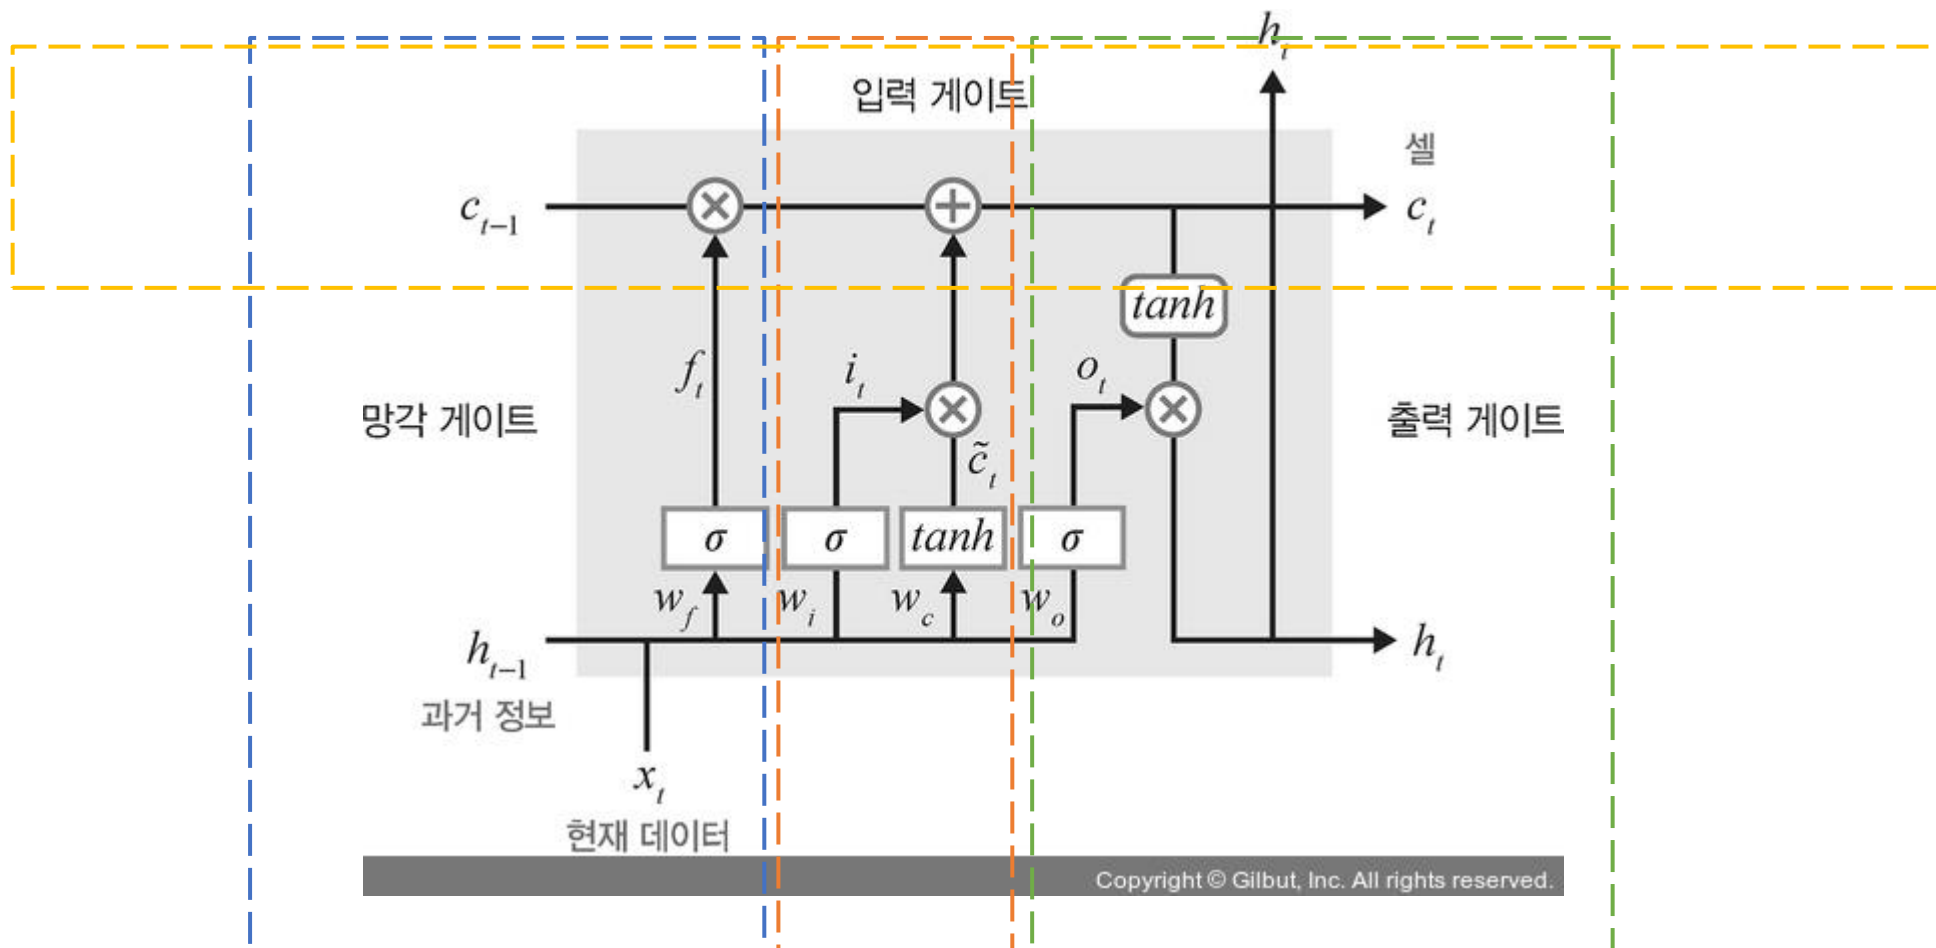 h_t
입력 게이트
셀
c_{t-1}
c_t
tanh
f_t
i_t
o_t
망각 게이트
출력 게이트
c̃_t
σ
σ
tanh
σ
w_f
w_i
w_c
w_o
h_{t-1}
h_t
과거 정보
x_t
현재 데이터
Copyright © Gilbut, Inc. All rights reserved.